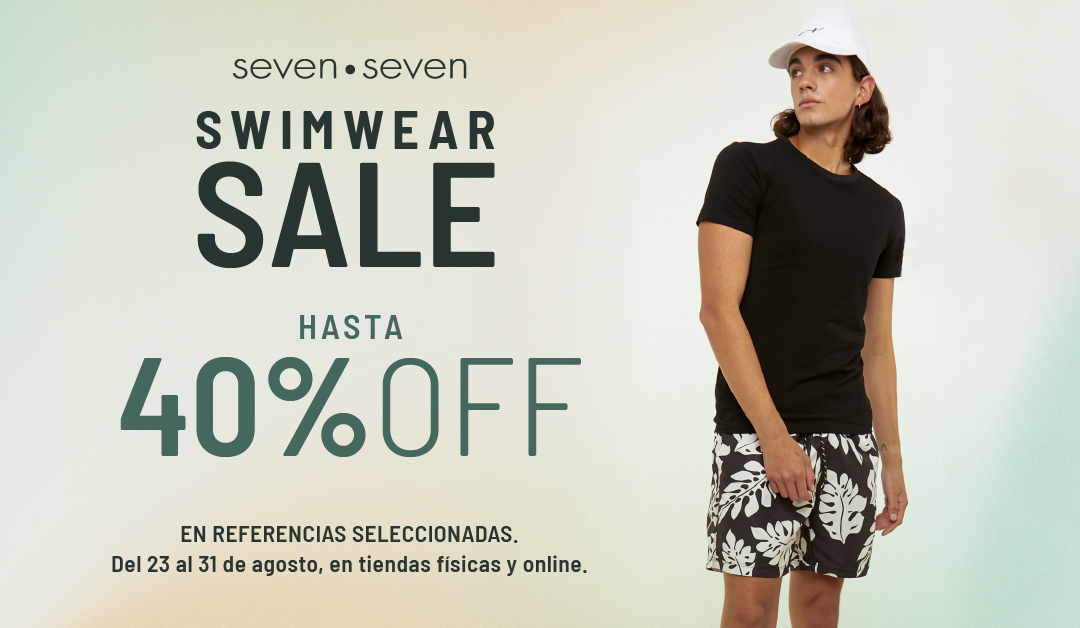 seven•seven
SWIMWEAR
SALE
HASTA
40%OFF
EN REFERENCIAS SELECCIONADAS.
Del 23 al 31 de agosto, en tiendas físicas y online.